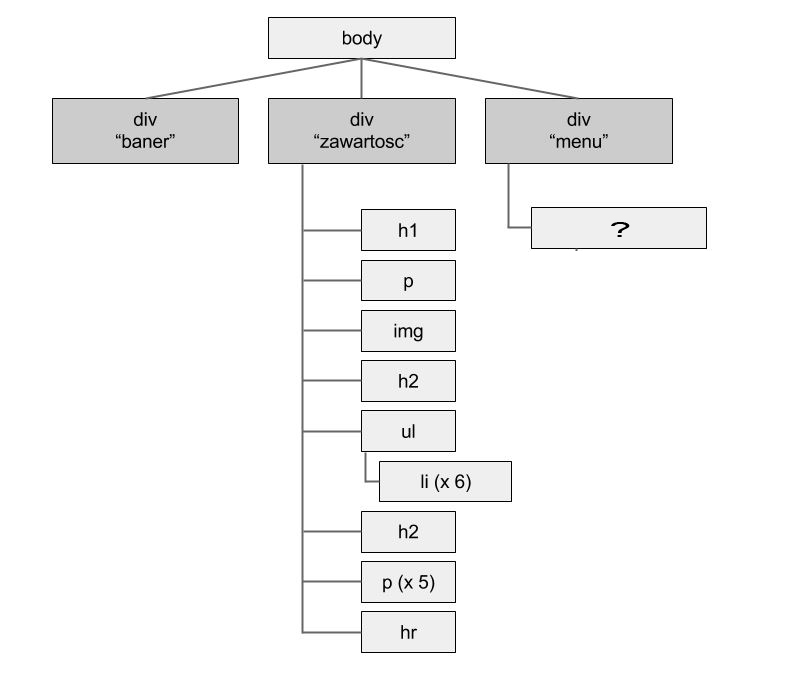 body
div
“baner”
div
“zawartosc”
div
“menu”
h1
p
img
h2
ul
li (x 6)
h2
p (x 5)
hr
?